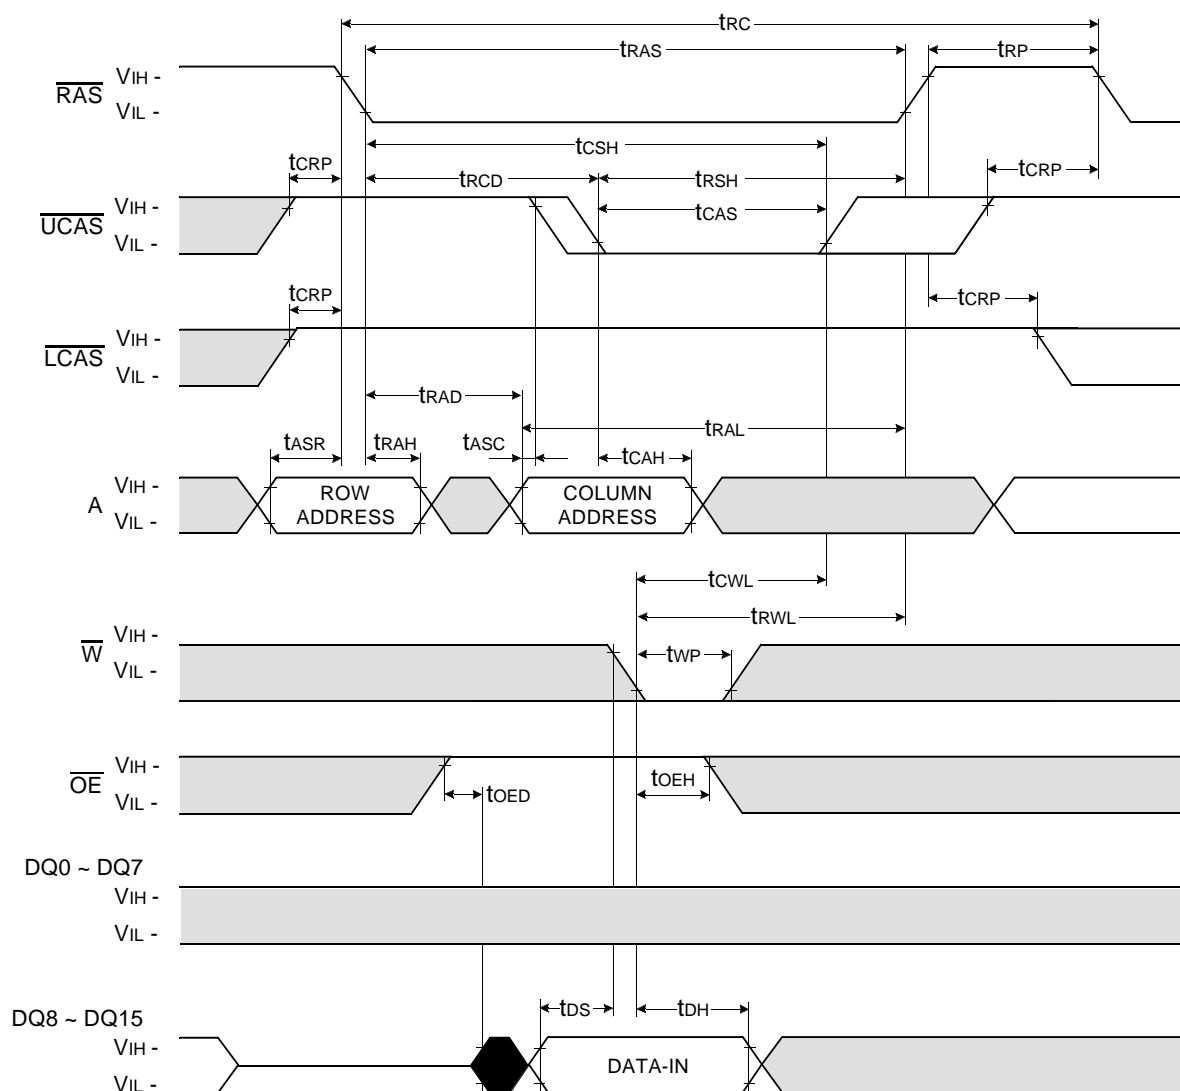 tRC
tRAS tRP
RAS VIH -
VIL -
tCSH
tCRP tRCD tRSH tCRP
UCAS VIH - tCAS
VIL -
tCRP tCRP
LCAS VIH -
VIL -
tRAD
tRAL
tASR tRAH tASC tCAH
A VIH - ROW ADDRESS COLUMN ADDRESS
VIL -
tCWL
tRWL
W VIH -
VIL - tWP
OE VIH -
VIL - tOED tOEH
DQ0 ~ DQ7
VIH -
VIL -
tDS tDH
DQ8 ~ DQ15
VIH - DATA-IN
VIL -